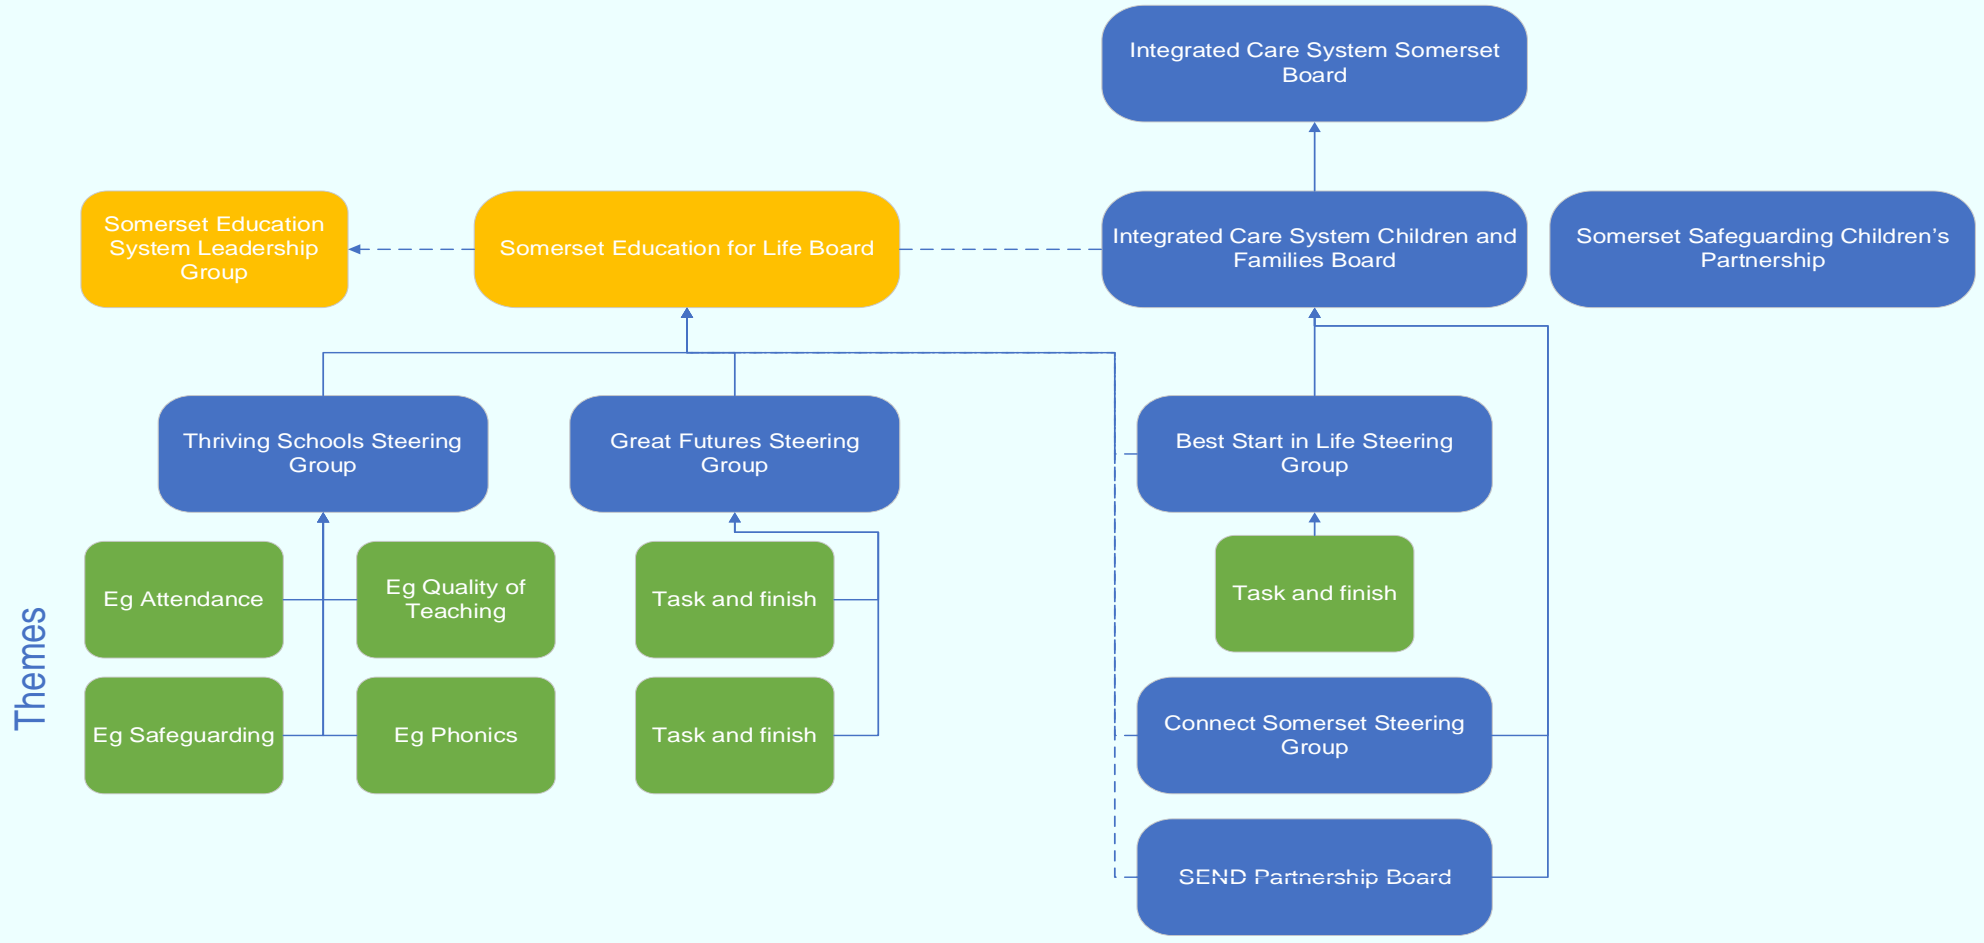 Integrated Care System Somerset
Board
Somerset Education
System Leadership
Group
Somerset Education for Life Board
Integrated Care System Children and
Families Board
Somerset Safeguarding Children’s
Partnership
Thriving Schools Steering
Group
Great Futures Steering
Group
Best Start in Life Steering
Group
Themes
Eg Attendance
Eg Quality of
Teaching
Task and finish
Task and finish
Eg Safeguarding
Eg Phonics
Task and finish
Connect Somerset Steering
Group
SEND Partnership Board